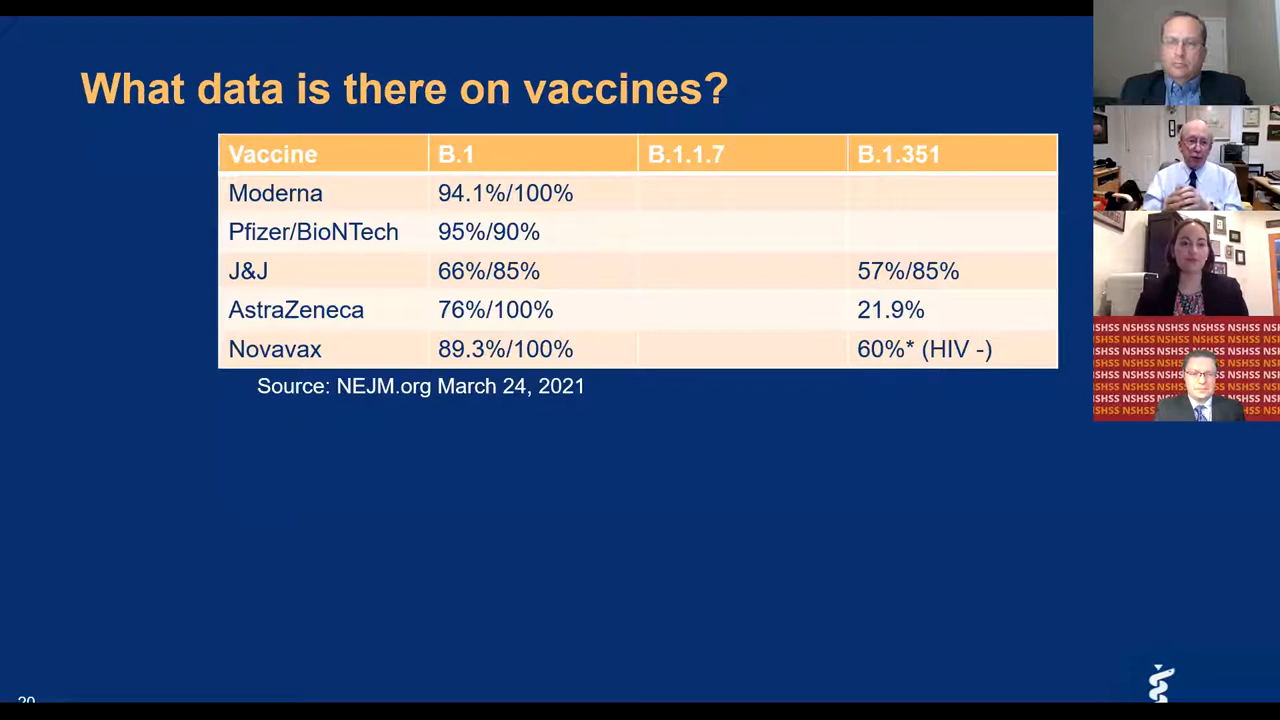 What data is there on vaccines?
Vaccine B.1 B.1.1.7 B.1.351
Moderna 94.1%/100%
Pfizer/BioNTech 95%/90%
J&J 66%/85% 57%/85%
AstraZeneca 76%/100% 21.9%
Novavax 89.3%/100% 60%* (HIV -)
Source: NEJM.org March 24, 2021
20
NSHSS NSHSS NSHSS NSHSS NSHSS